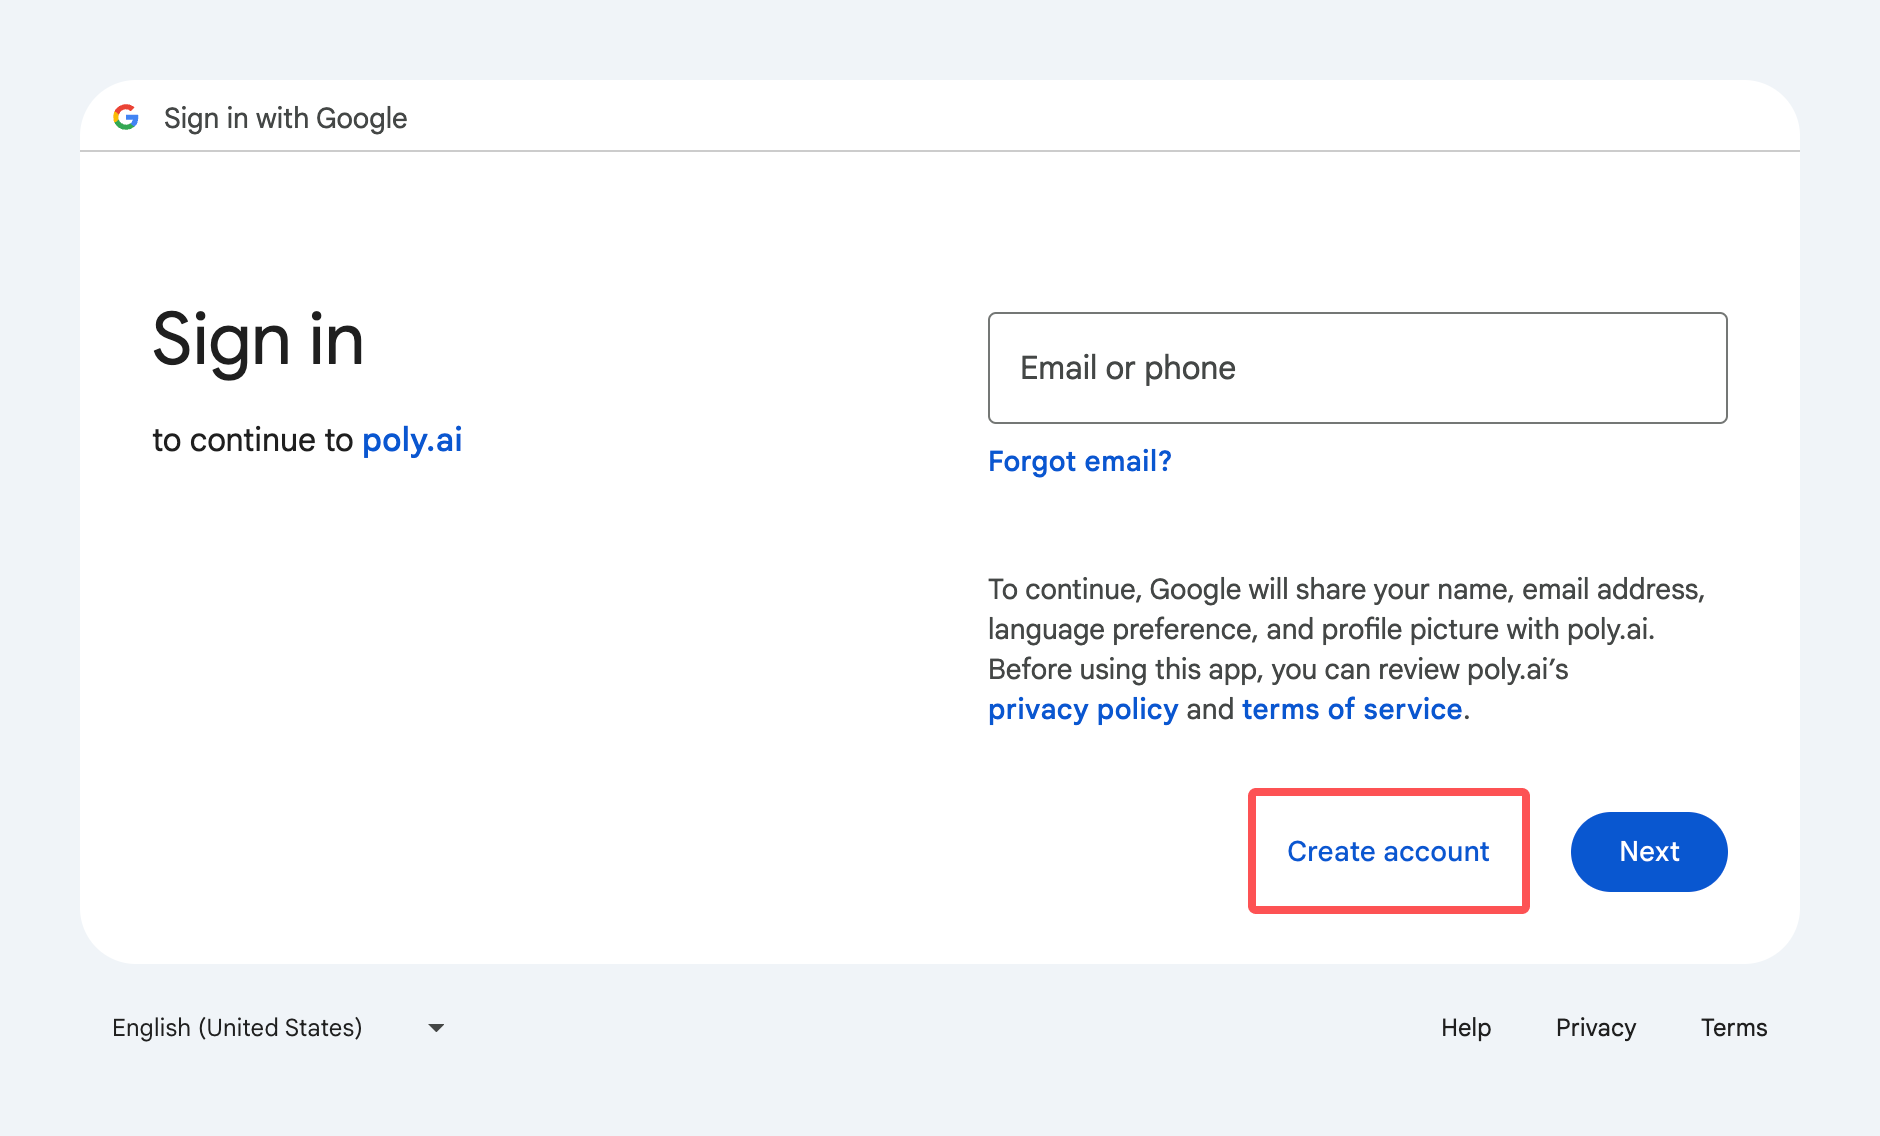 Sign in with Google
Sign in
to continue to poly.ai
Email or phone
Forgot email?
To continue, Google will share your name, email address,
language preference, and profile picture with poly.ai.
Before using this app, you can review poly.ai’s
privacy policy and terms of service.
Create account
Next
English (United States)
Help
Privacy
Terms